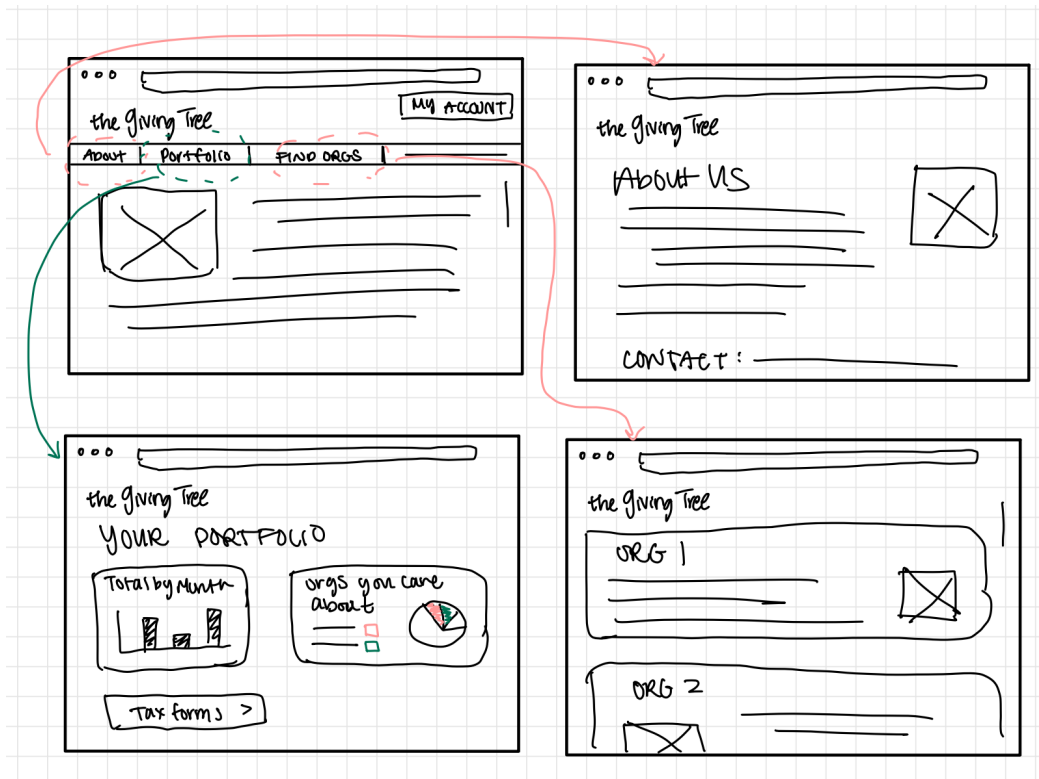 the Giving Tree
MY ACCOUNT
ABOUT
Portfolio
FIND ORGS
the Giving Tree
About US
CONTACT:
the Giving Tree
YOUR PORTFOLIO
Total by Month
orgs you care
about
Tax forms >
the Giving Tree
ORG 1
ORG 2